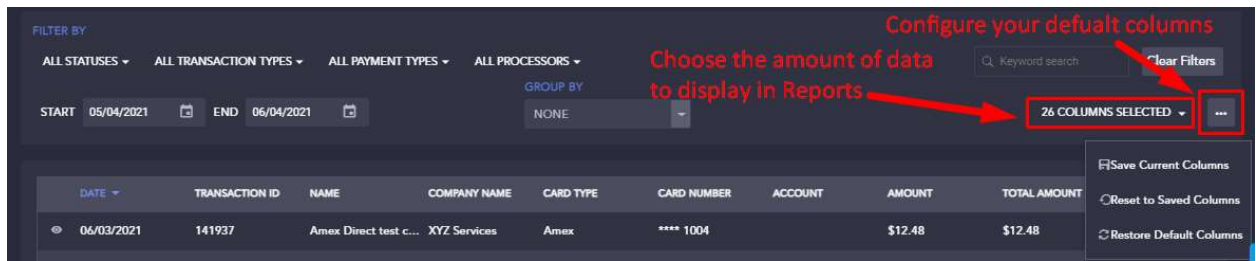 Configure your defualt columns
FILTER BY
ALL STATUSES ALL TRANSACTION TYPES ALL PAYMENT TYPES ALL PROCESSORS
Choose the amount of data
to display in Reports
Keyword search
Clear Filters
GROUP BY
START 05/04/2021 END 06/04/2021 NONE
26 COLUMNS SELECTED ...
Save Current Columns
Reset to Saved Columns
Restore Default Columns
DATE TRANSACTION ID NAME COMPANY NAME CARD TYPE CARD NUMBER ACCOUNT AMOUNT TOTAL AMOUNT
06/03/2021 141937 Amex Direct test c... XYZ Services Amex **** 1004 $12.48 $12.48